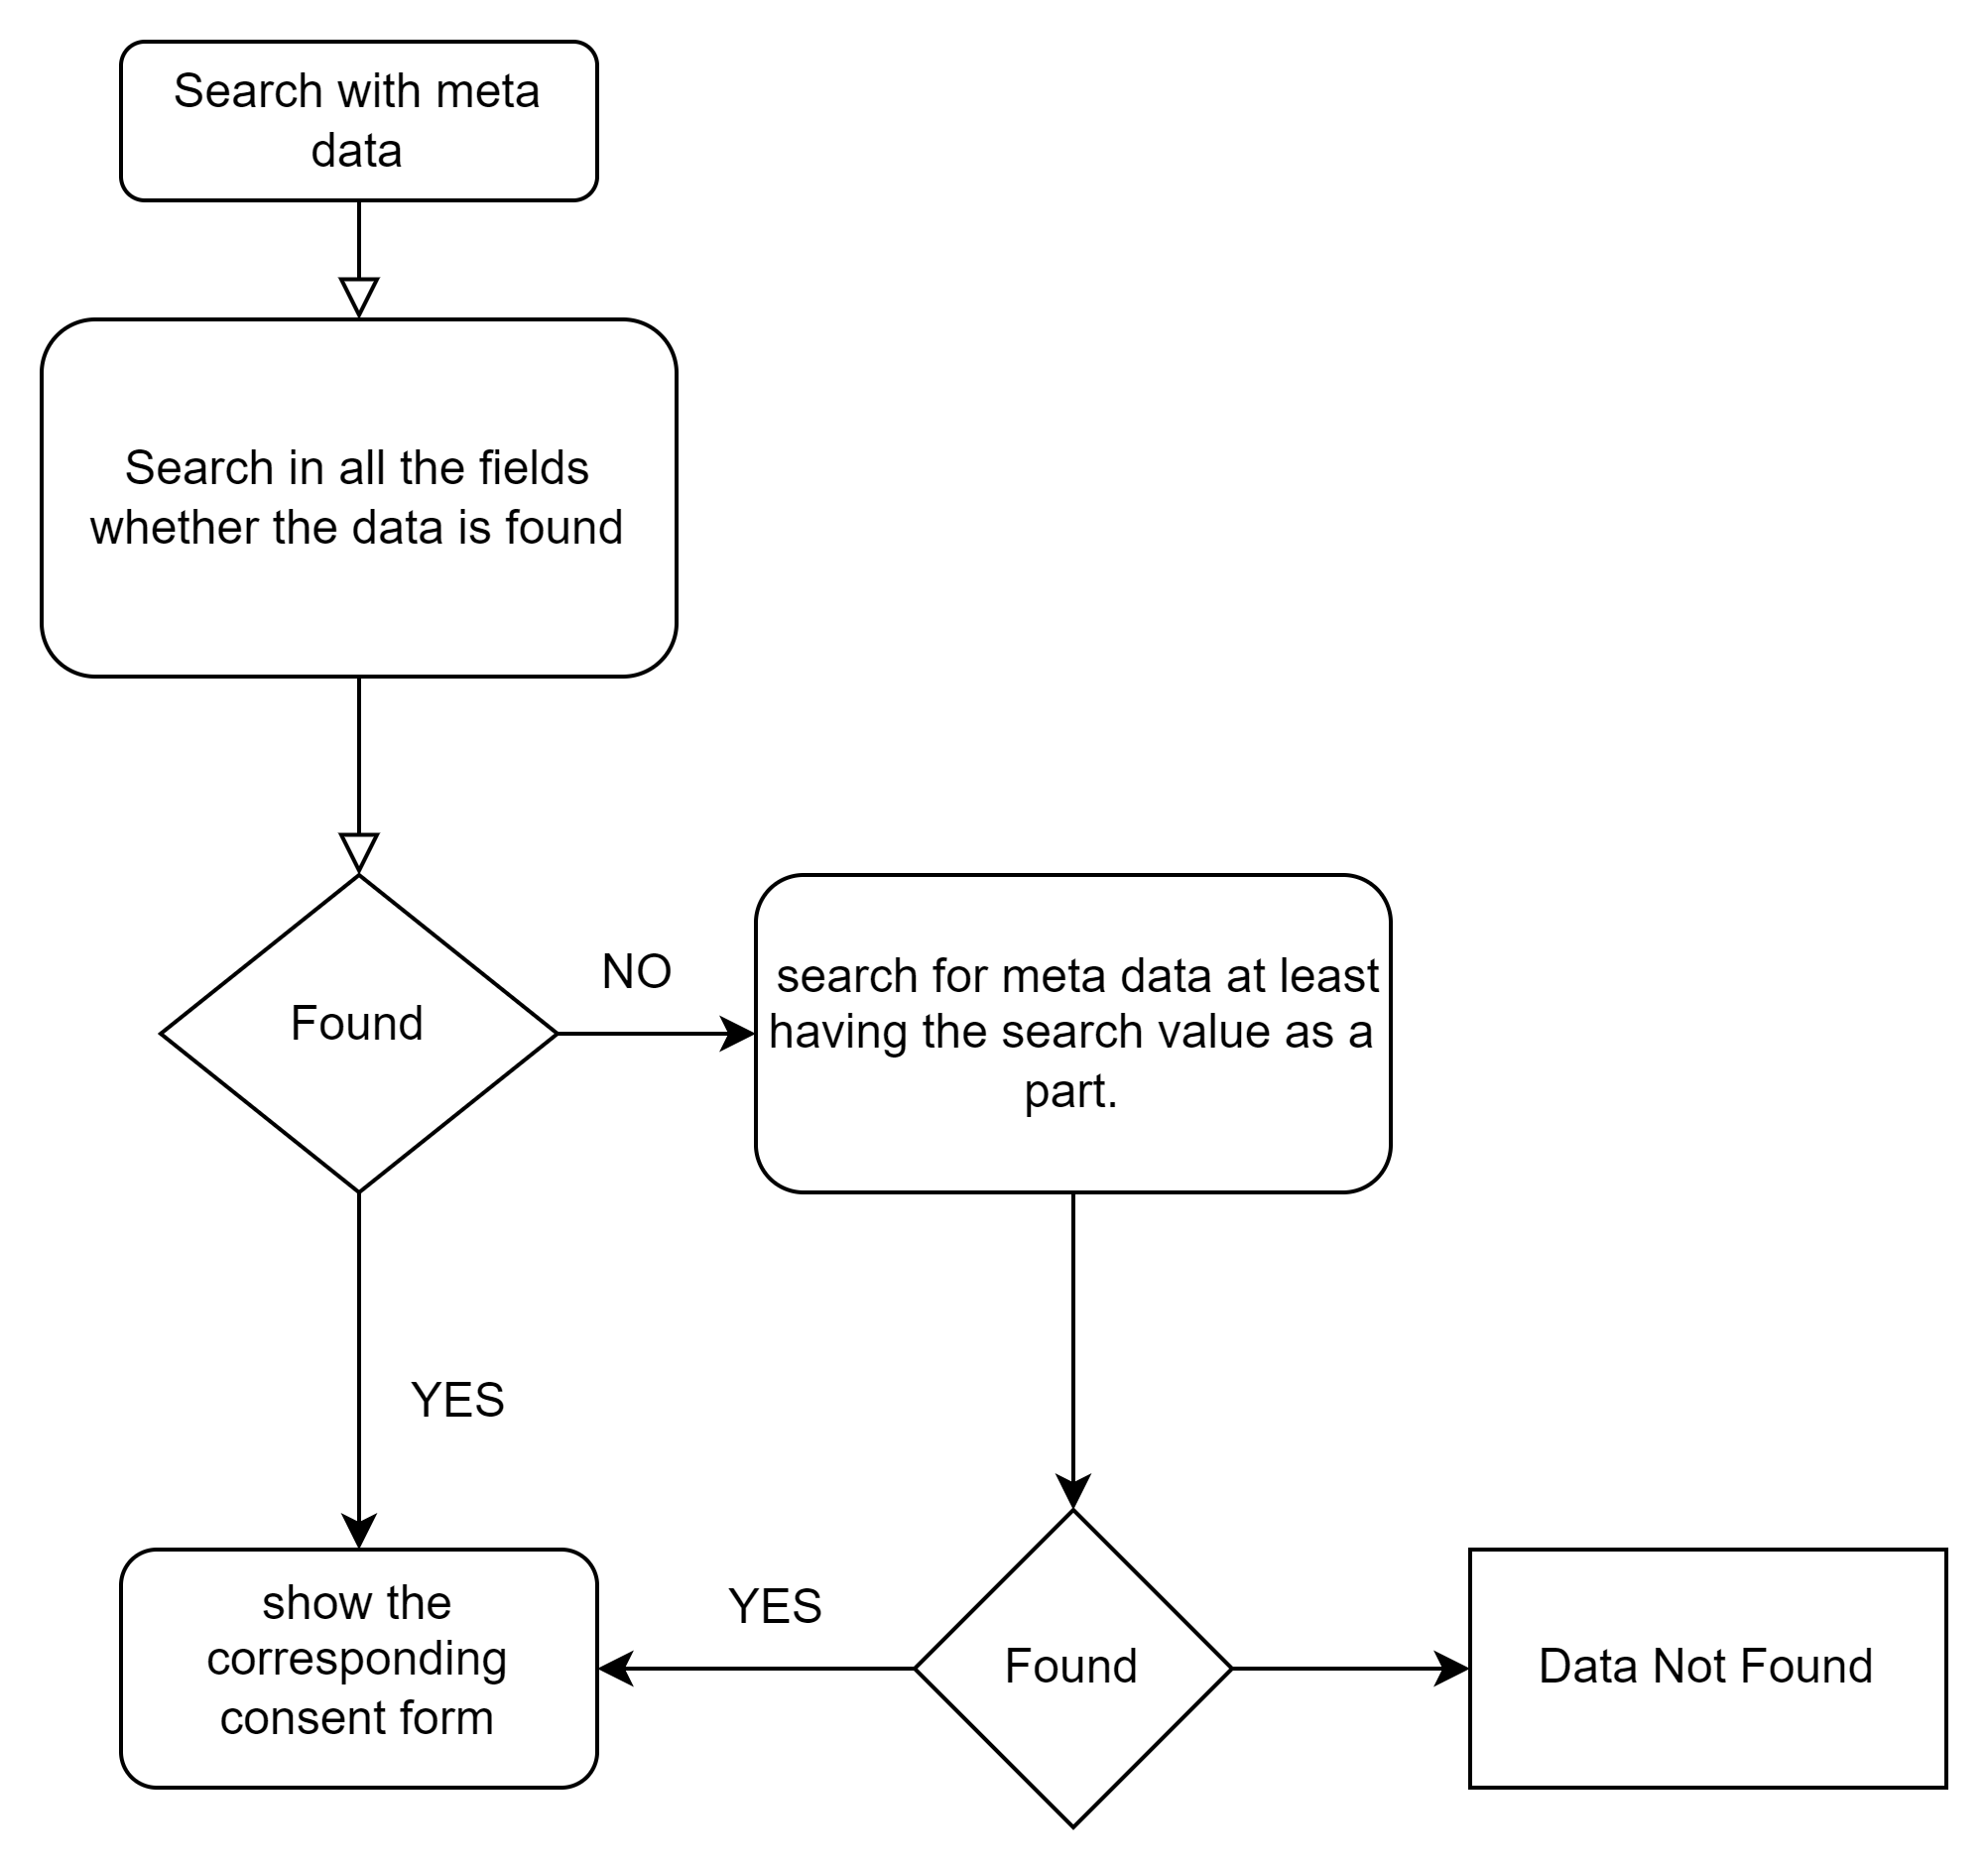 Search with meta
data
Search in all the fields
whether the data is found
Found
NO
search for meta data at least
having the search value as a
part.
YES
show the
corresponding
consent form
YES
Found
Data Not Found